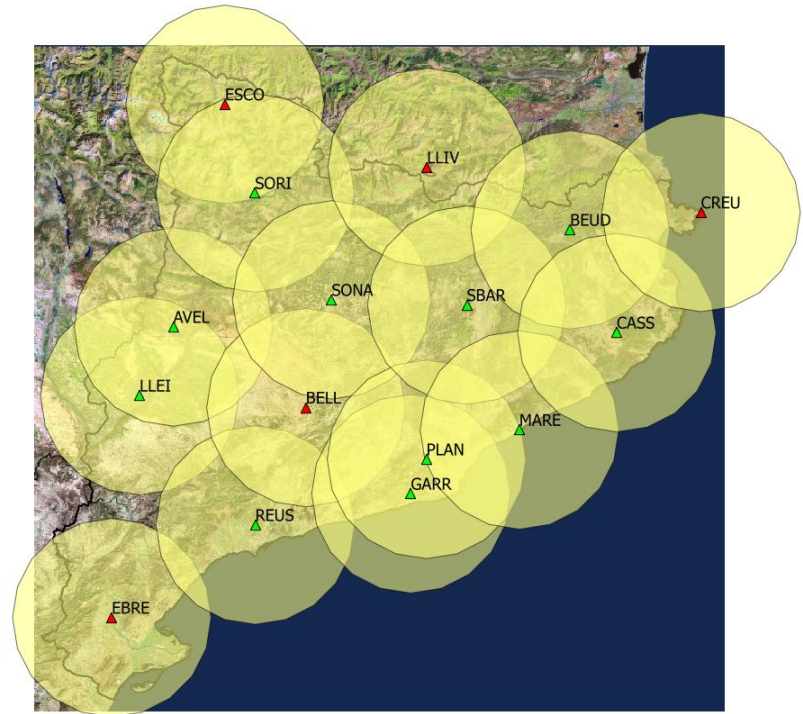 ESCO
LLIV
SORI
CREU
BEUD
SONA
SBAR
AVEL
CASS
LLEI
BELL
MARE
PLAN
GARR
REUS
EBRE